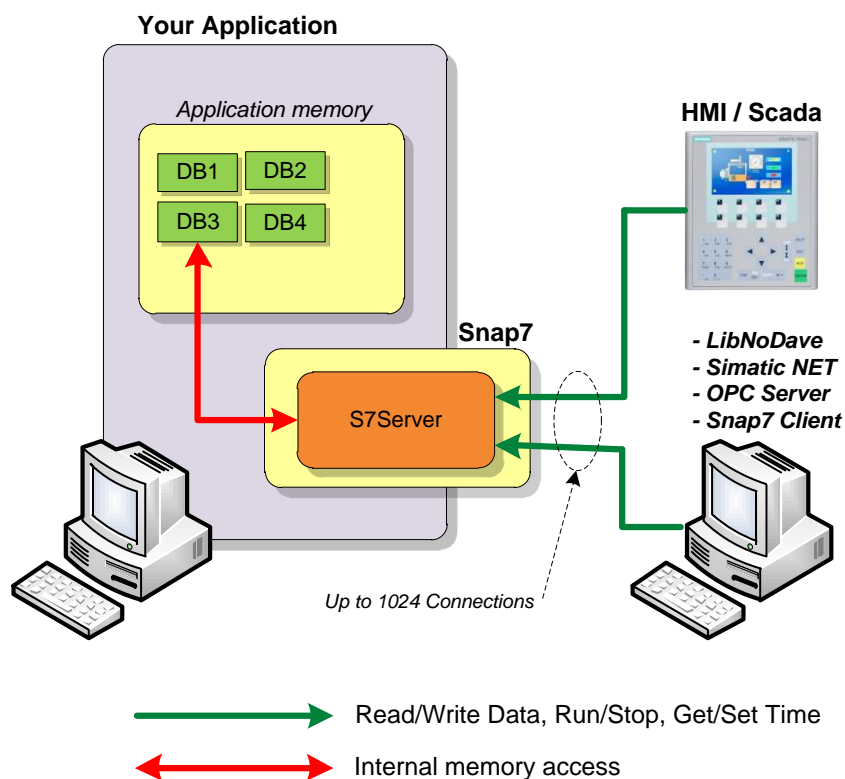 Your Application
Application memory
DB1 DB2
DB3 DB4
HMI / Scada
SIEMENS
Snap7
S7Server
- LibNoDave
- Simatic NET
- OPC Server
- Snap7 Client
Up to 1024 Connections
Read/Write Data, Run/Stop, Get/Set Time
Internal memory access